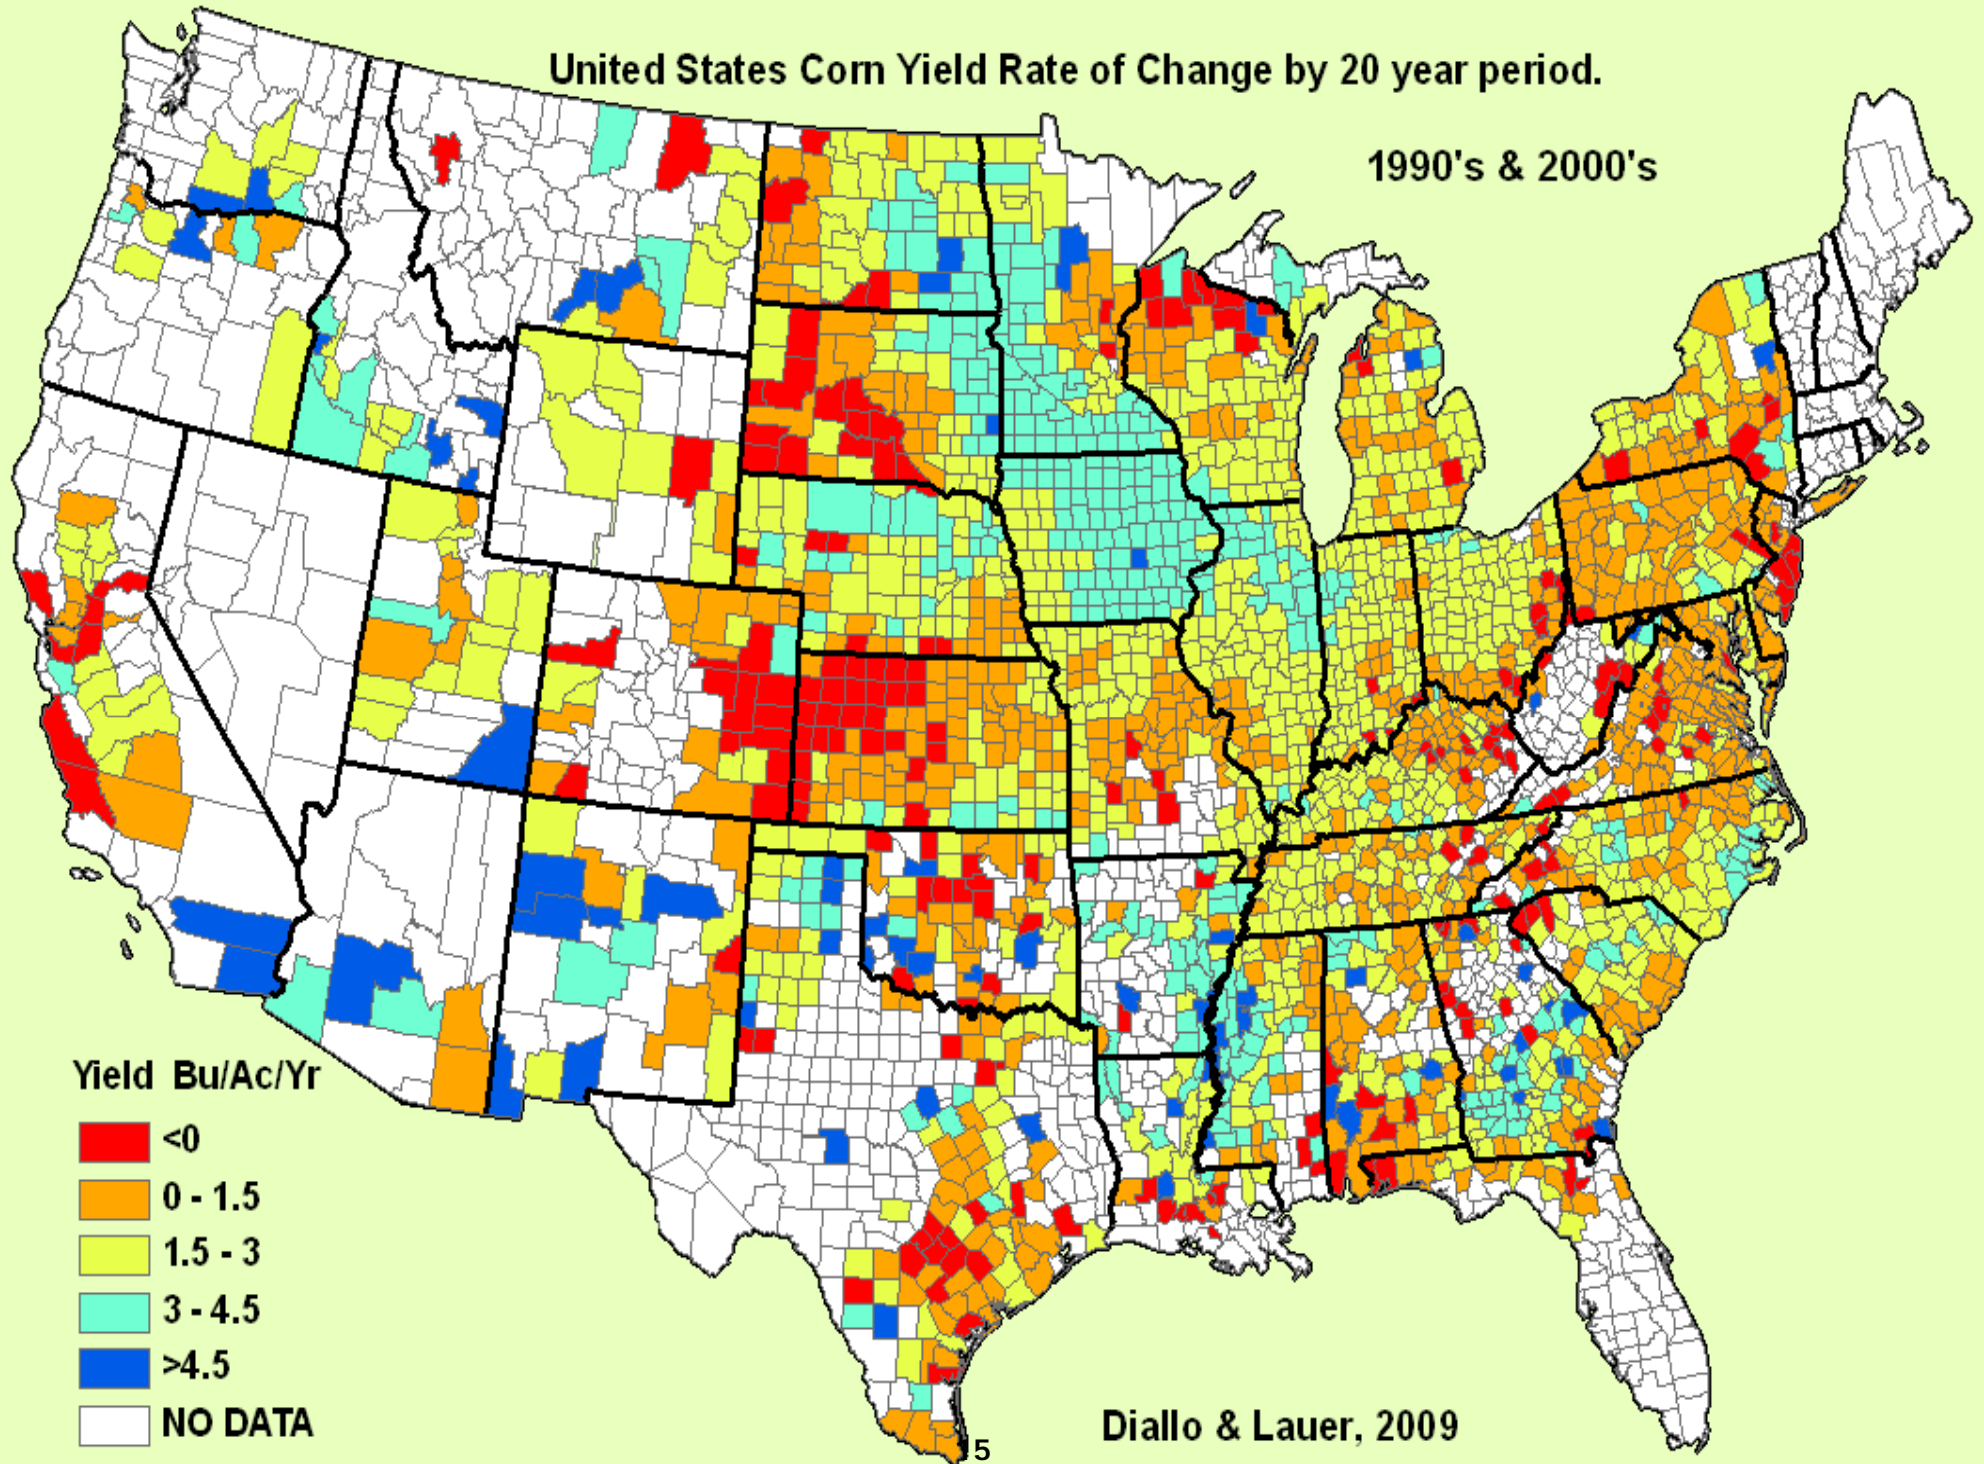 United States Corn Yield Rate of Change by 20 year period.
1990's & 2000's
Yield Bu/Ac/Yr
<0
0 - 1.5
1.5 - 3
3 - 4.5
>4.5
NO DATA
Diallo & Lauer, 2009
5